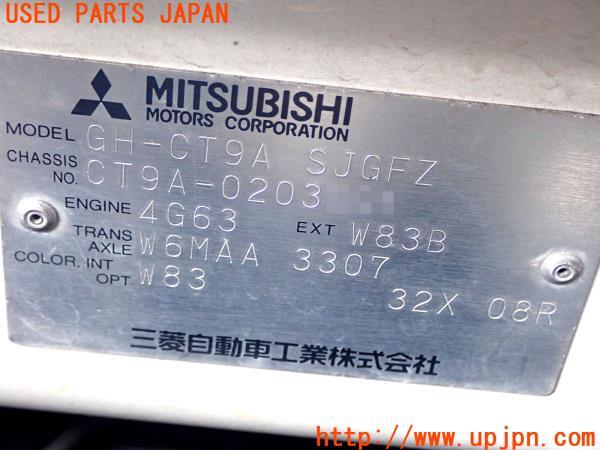 USED PARTS JAPAN
MITSUBISHI
MOTORS CORPORATION
MODEL GH-CT9A SJGFZ
CHASSIS NO. CT9A-0203
ENGINE 4G63 EXT W83B
TRANS AXLE W6MAA 3307
COLOR, INT OPT W83 32X 08R
三菱自動車工業株式会社
http://www.upjpn.com/